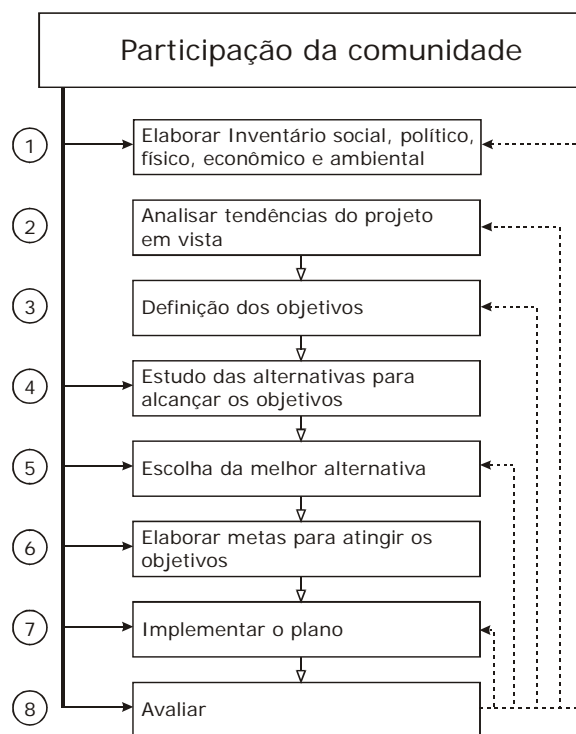 Participação da comunidade
1
Elaborar Inventário social, político,
físico, econômico e ambiental
2
Analisar tendências do projeto
em vista
3
Definição dos objetivos
4
Estudo das alternativas para
alcançar os objetivos
5
Escolha da melhor alternativa
6
Elaborar metas para atingir os
objetivos
7
Implementar o plano
8
Avaliar